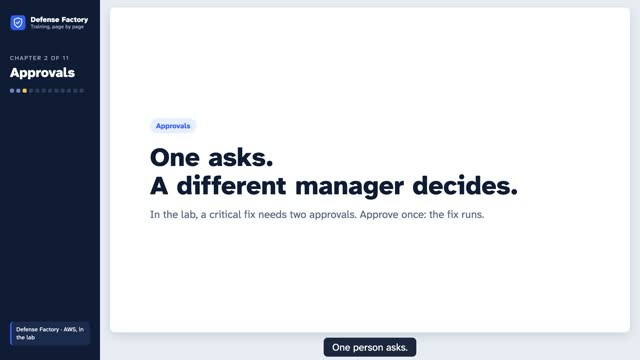 Defense Factory
Training, page by page
CHAPTER 2 OF 11
Approvals
Defense Factory · AWS, in
the lab
Approvals
One asks.
A different manager decides.
In the lab, a critical fix needs two approvals. Approve once: the fix runs.
One person asks.